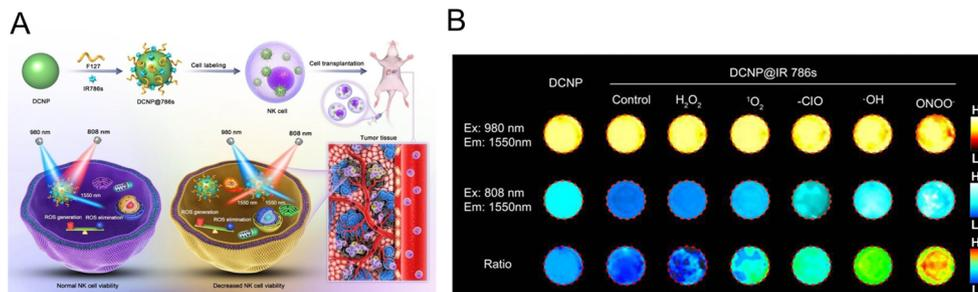 A
F127
IR786s
Cell labeling
Cell transplantation
DCNP
DCNP@786s
NK cell
980 nm
808 nm
980 nm
808 nm
Tumor tissue
1550 nm
1550 nm
1550 nm
ROS generation
ROS elimination
ROS generation
ROS elimination
Normal NK cell viability
Decreased NK cell viability
B
DCNP
DCNP@IR 786s
Control
H₂O₂
¹O₂
-ClO
·OH
ONOO⁻
Ex: 980 nm
Em: 1550nm
H
L
Ex: 808 nm
Em: 1550nm
H
L
Ratio
H
L